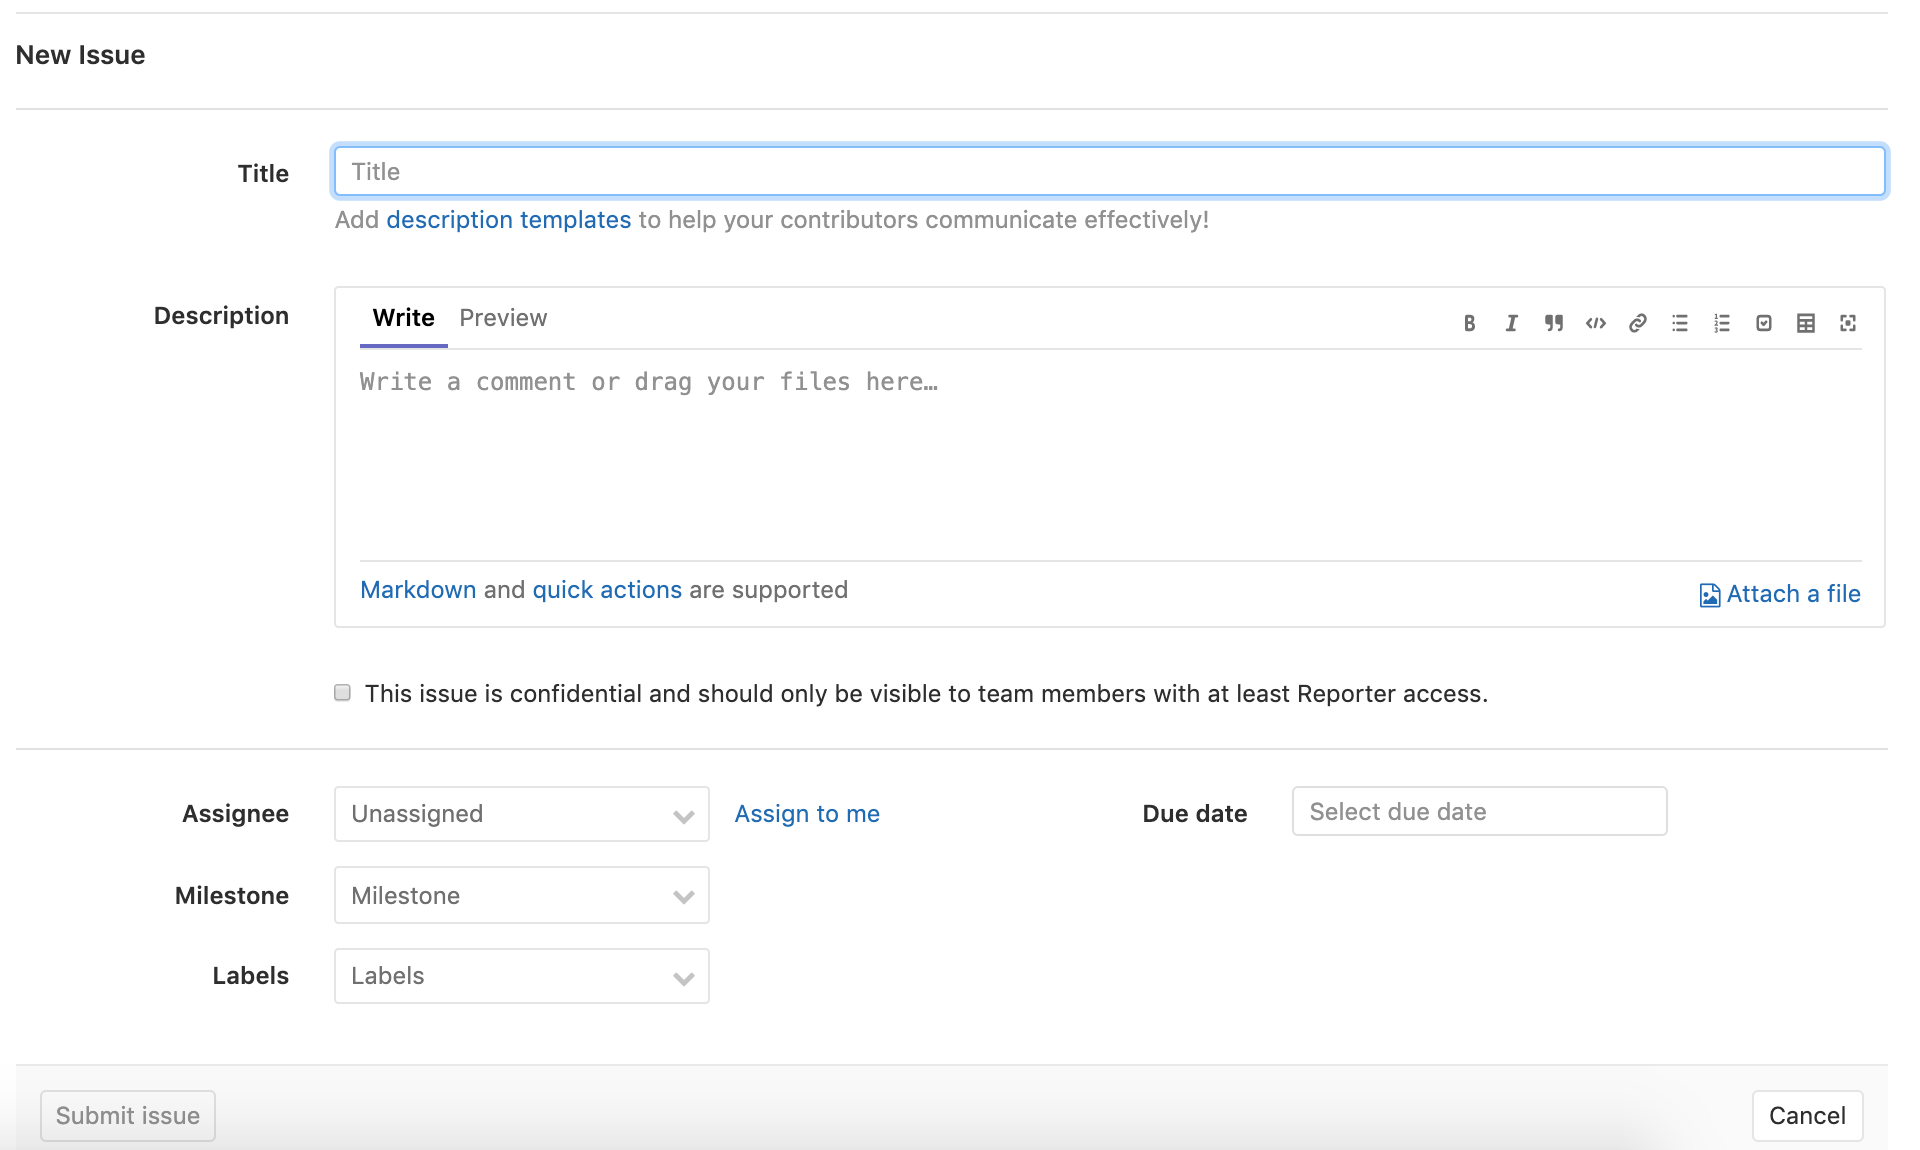 New Issue
Title
Title
Add description templates to help your contributors communicate effectively!
Description
Write Preview
Write a comment or drag your files here…
Markdown and quick actions are supported
Attach a file
This issue is confidential and should only be visible to team members with at least Reporter access.
Assignee Unassigned Assign to me Due date Select due date
Milestone Milestone
Labels Labels
Submit issue Cancel